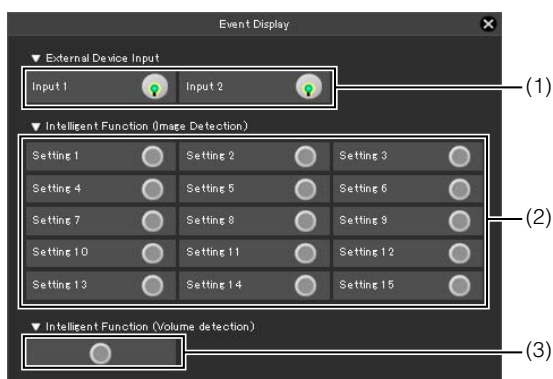 Event Display
▼ External Device Input
Input 1 Input 2 (1)
▼ Intelligent Function (Image Detection)
Setting 1 Setting 2 Setting 3
Setting 4 Setting 5 Setting 6
Setting 7 Setting 8 Setting 9 (2)
Setting 10 Setting 11 Setting 12
Setting 13 Setting 14 Setting 15
▼ Intelligent Function (Volume detection)
(3)